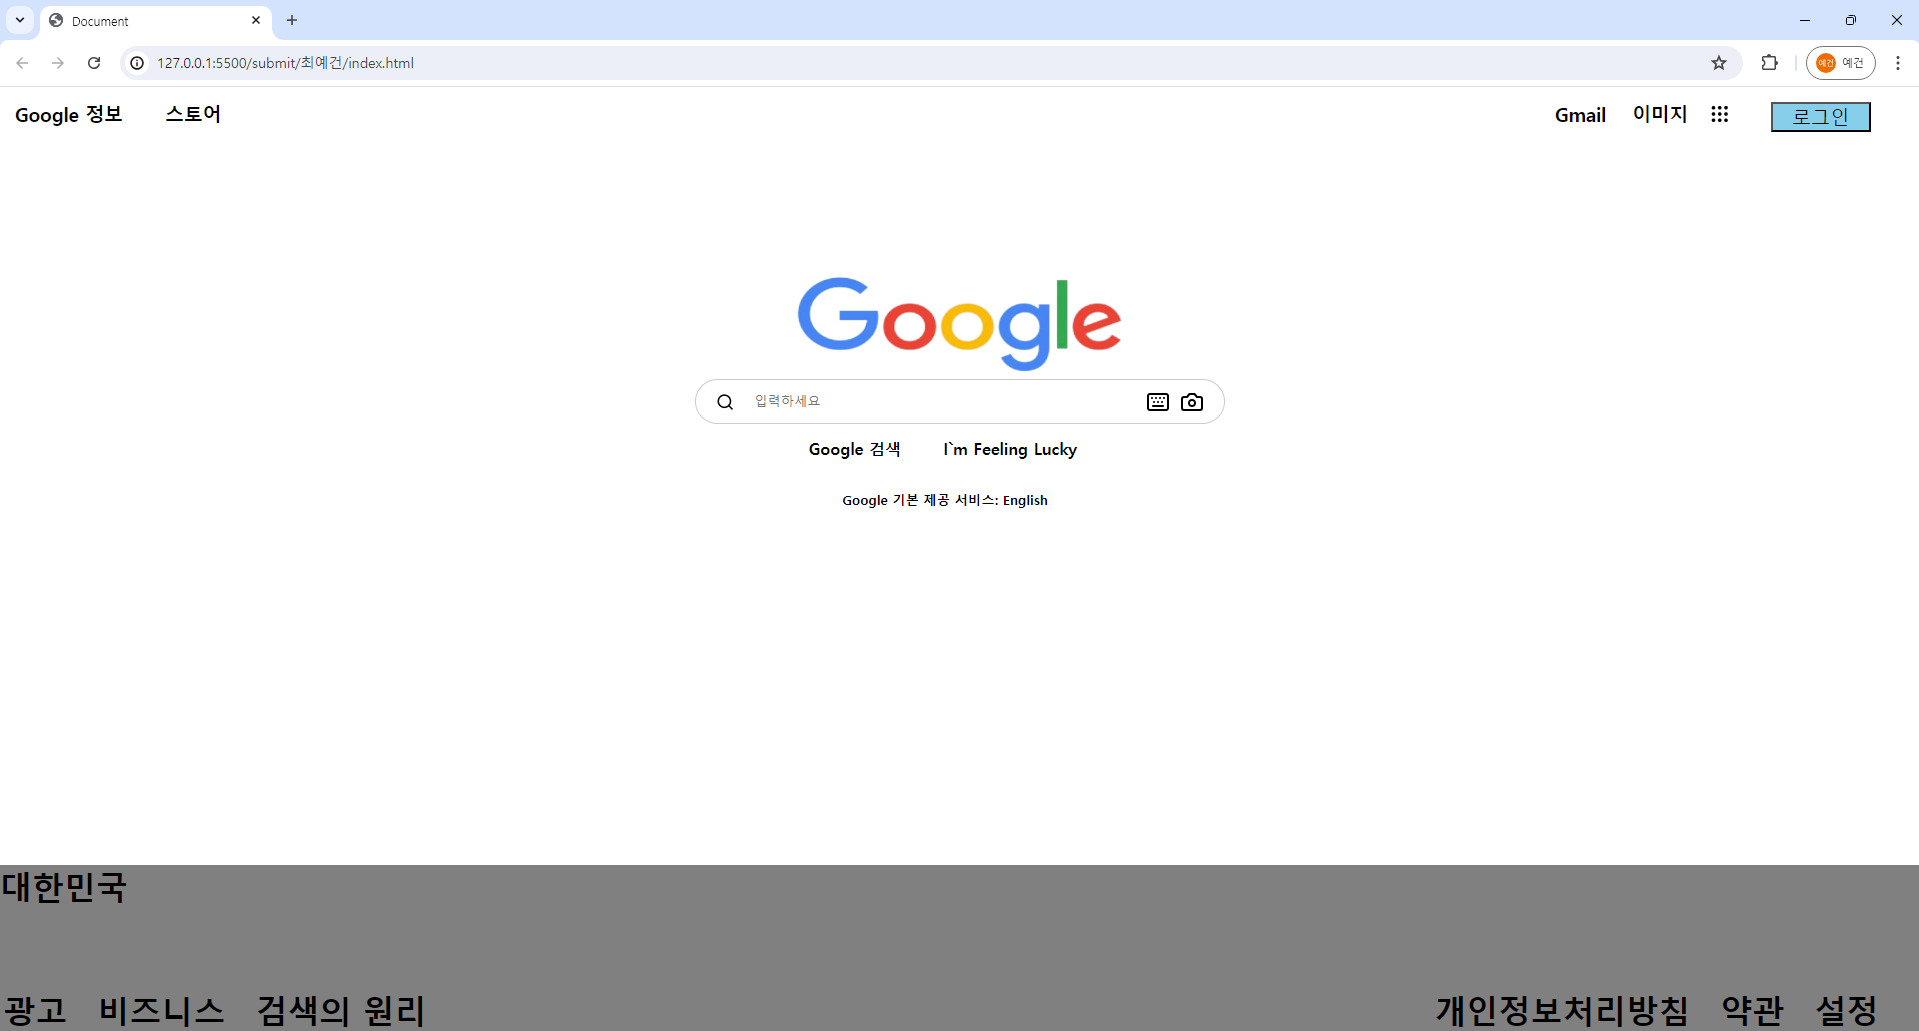 Document
127.0.0.1:5500/submit/최예건/index.html
예건 예건
Google 정보 스토어 Gmail 이미지 로그인
Google
입력하세요
Google 검색 I`m Feeling Lucky
Google 기본 제공 서비스: English
대한민국
광고 비즈니스 검색의 원리 개인정보처리방침 약관 설정